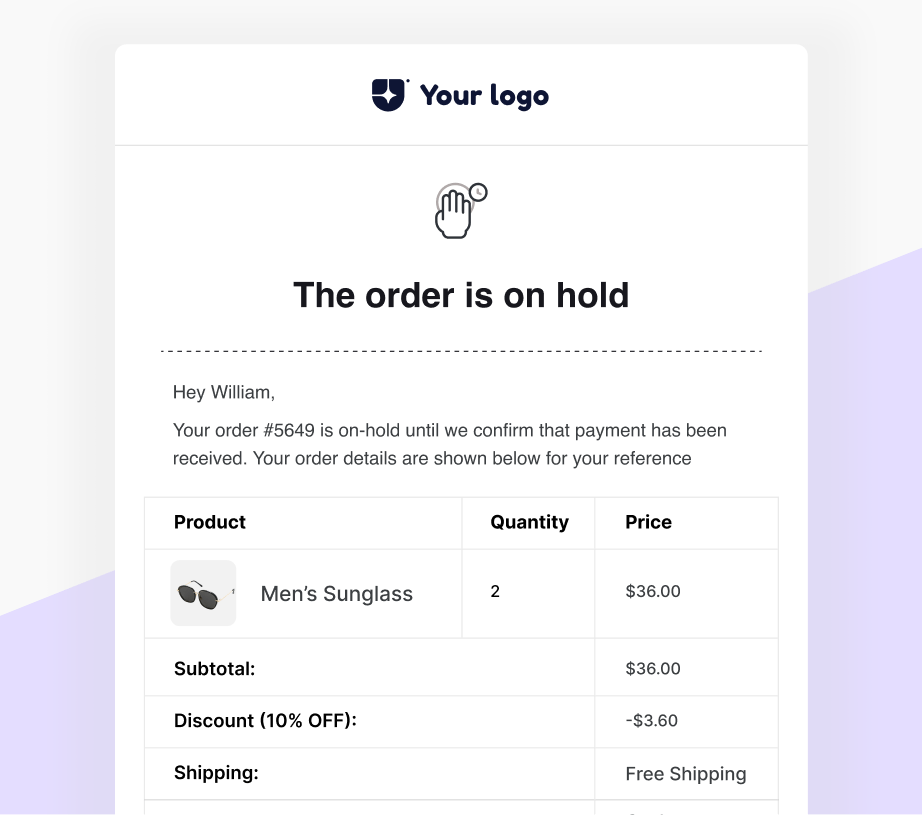 Your logo
The order is on hold
Hey William,
Your order #5649 is on-hold until we confirm that payment has been
received. Your order details are shown below for your reference
Product Quantity Price
Men’s Sunglass 2 $36.00
Subtotal: $36.00
Discount (10% OFF): -$3.60
Shipping: Free Shipping